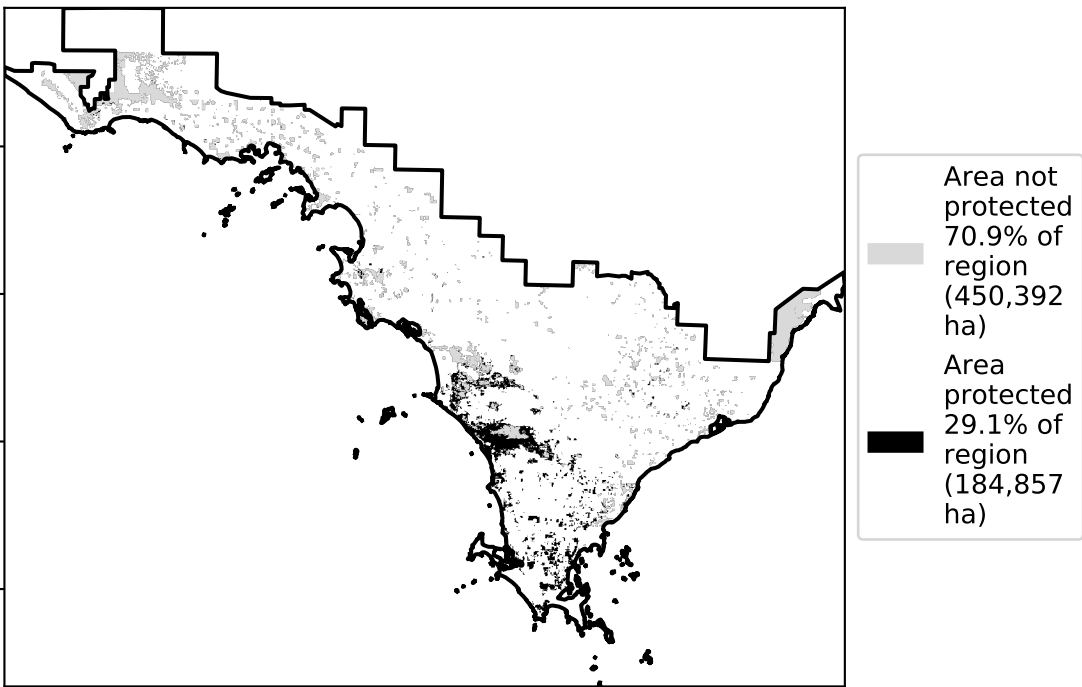 Area not
protected
70.9% of
region
(450,392
ha)
Area
protected
29.1% of
region
(184,857
ha)